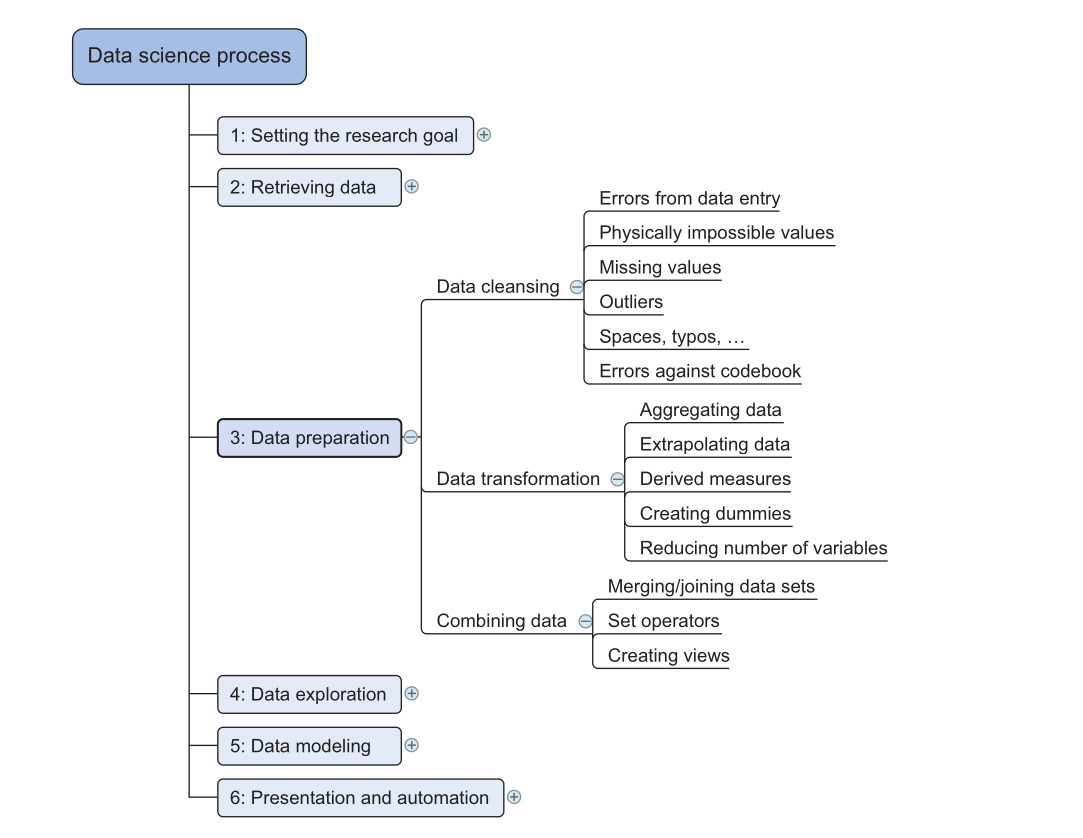 Data science process
1: Setting the research goal
2: Retrieving data
Errors from data entry
Physically impossible values
Missing values
Data cleansing
Outliers
Spaces, typos, …
Errors against codebook
Aggregating data
3: Data preparation
Extrapolating data
Data transformation
Derived measures
Creating dummies
Reducing number of variables
Merging/joining data sets
Combining data
Set operators
Creating views
4: Data exploration
5: Data modeling
6: Presentation and automation